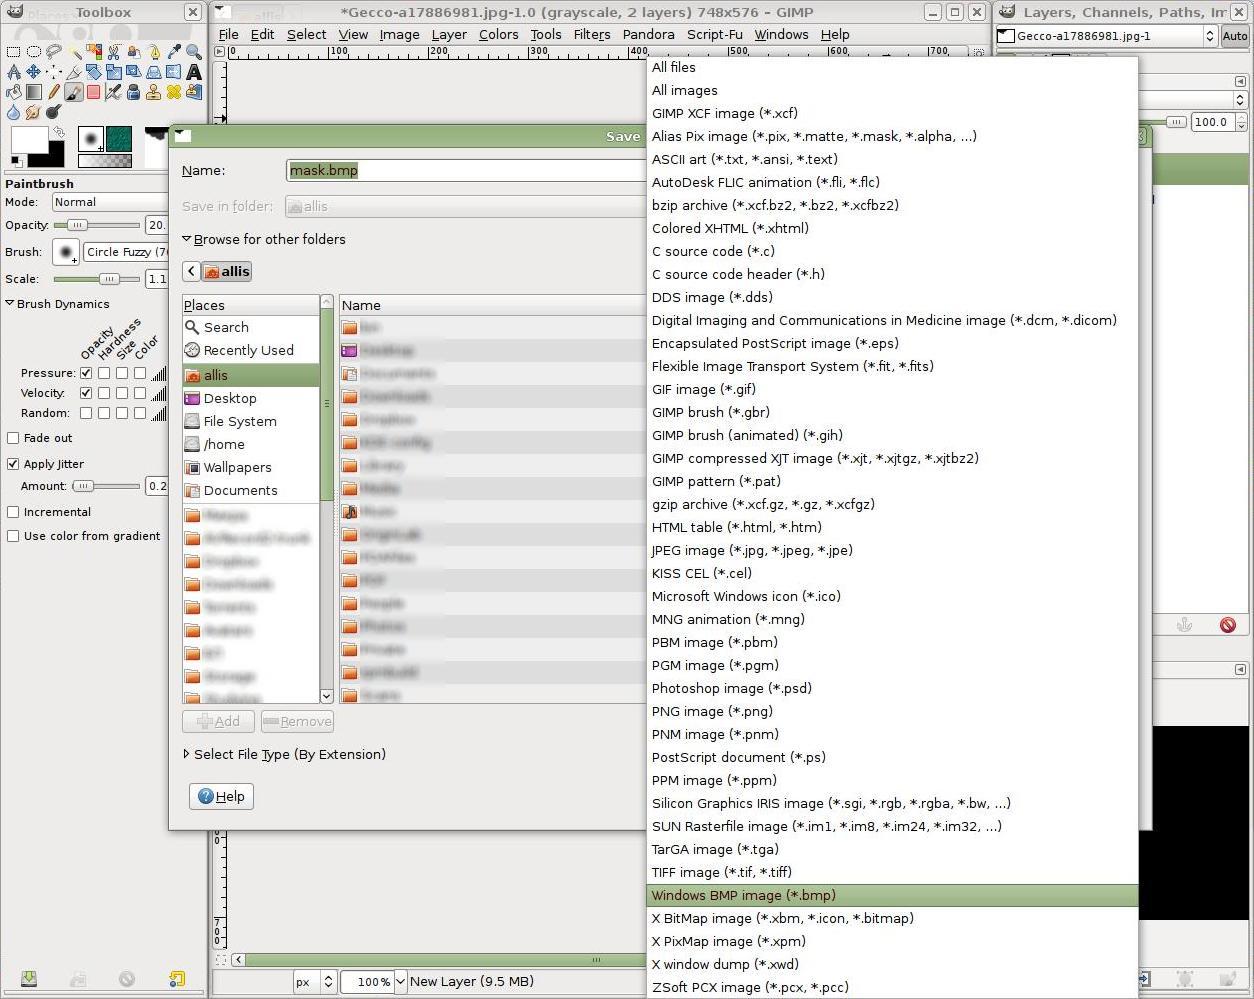 Toolbox
*Gecco-a17886981.jpg-1.0 (grayscale, 2 layers) 748x576 – GIMP
Layers, Channels, Paths, Im
File Edit Select View Image Layer Colors Tools Filters Pandora Script-Fu Windows Help
Gecco-a17886981.jpg-1
Auto
0 100 200 300 400 500 600 700
100.0
Paintbrush
Mode: Normal
Opacity: 20.
Brush: Circle Fuzzy (
Scale: 1.1
Brush Dynamics
Opacity
Hardness
Size
Color
Pressure:
Velocity:
Random:
Fade out
Apply Jitter
Amount: 0.2
Incremental
Use color from gradient
Save
Name: mask.bmp
Save in folder: allis
Browse for other folders
allis
Places
Search
Recently Used
allis
Desktop
File System
/home
Wallpapers
Documents
Name
Add
Remove
Select File Type (By Extension)
Help
All files
All images
GIMP XCF image (*.xcf)
Alias Pix image (*.pix, *.matte, *.mask, *.alpha, ...)
ASCII art (*.txt, *.ansi, *.text)
AutoDesk FLIC animation (*.fli, *.flc)
bzip archive (*.xcf.bz2, *.bz2, *.xcfbz2)
Colored XHTML (*.xhtml)
C source code (*.c)
C source code header (*.h)
DDS image (*.dds)
Digital Imaging and Communications in Medicine image (*.dcm, *.dicom)
Encapsulated PostScript image (*.eps)
Flexible Image Transport System (*.fit, *.fits)
GIF image (*.gif)
GIMP brush (*.gbr)
GIMP brush (animated) (*.gih)
GIMP compressed XJT image (*.xjt, *.xjtgz, *.xjtbz2)
GIMP pattern (*.pat)
gzip archive (*.xcf.gz, *.gz, *.xcfgz)
HTML table (*.html, *.htm)
JPEG image (*.jpg, *.jpeg, *.jpe)
KISS CEL (*.cel)
Microsoft Windows icon (*.ico)
MNG animation (*.mng)
PBM image (*.pbm)
PGM image (*.pgm)
Photoshop image (*.psd)
PNG image (*.png)
PNM image (*.pnm)
PostScript document (*.ps)
PPM image (*.ppm)
Silicon Graphics IRIS image (*.sgi, *.rgb, *.rgba, *.bw, ...)
SUN Rasterfile image (*.im1, *.im8, *.im24, *.im32, ...)
TarGA image (*.tga)
TIFF image (*.tif, *.tiff)
Windows BMP image (*.bmp)
X BitMap image (*.xbm, *.icon, *.bitmap)
X PixMap image (*.xpm)
X window dump (*.xwd)
ZSoft PCX image (*.pcx, *.pcc)
700
px 100% New Layer (9.5 MB)